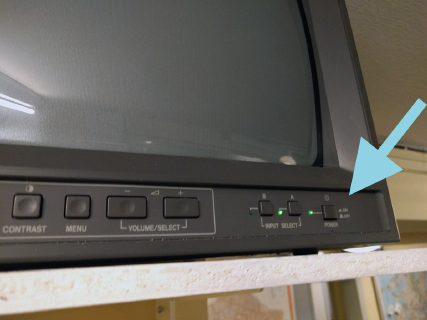 − +
B A
CONTRAST MENU VOLUME/SELECT INPUT SELECT POWER